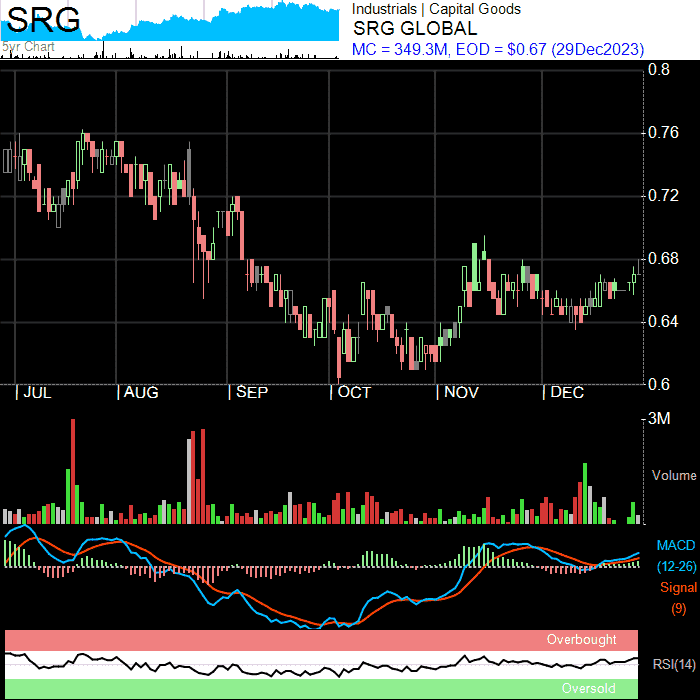 SRG
5yr Chart
Industrials | Capital Goods
SRG GLOBAL
MC = 349.3M, EOD = $0.67 (29Dec2023)
0.8
0.76
0.72
0.68
0.64
0.6
JUL AUG SEP OCT NOV DEC
3M
Volume
MACD
(12-26)
Signal
(9)
Overbought
RSI(14)
Oversold